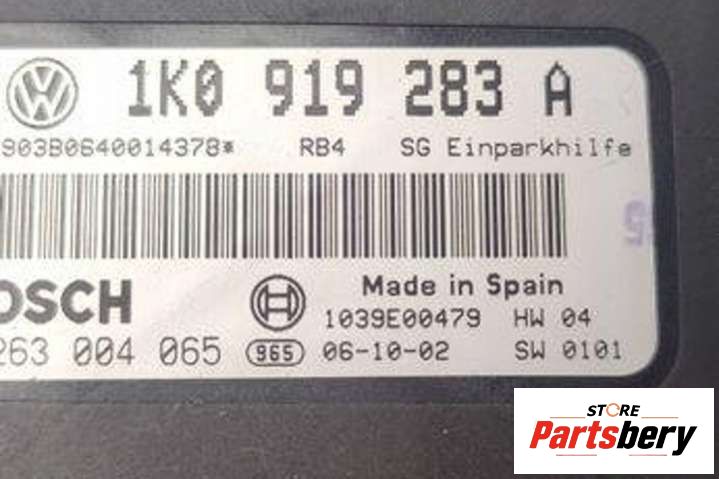 1K0 919 283 A
903B0640014378* RB4 SG Einparkhilfe
Made in Spain
BOSCH 1039E00479 HW 04
263 004 065 965 06-10-02 SW 0101
STORE
Partsbery